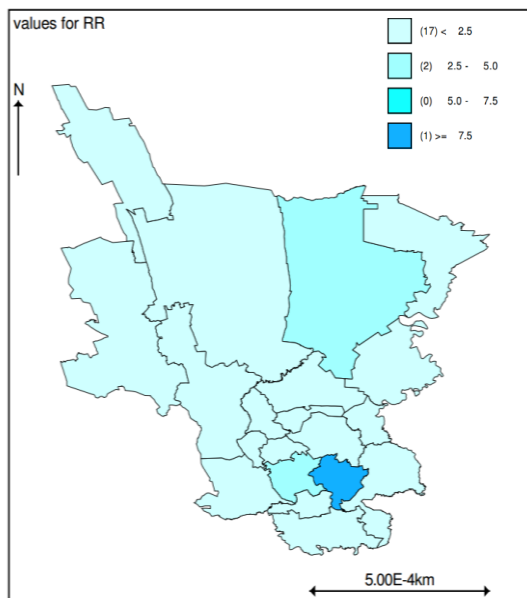 values for RR
(17) < 2.5
(2) 2.5 - 5.0
(0) 5.0 - 7.5
(1) >= 7.5
N
5.00E-4km